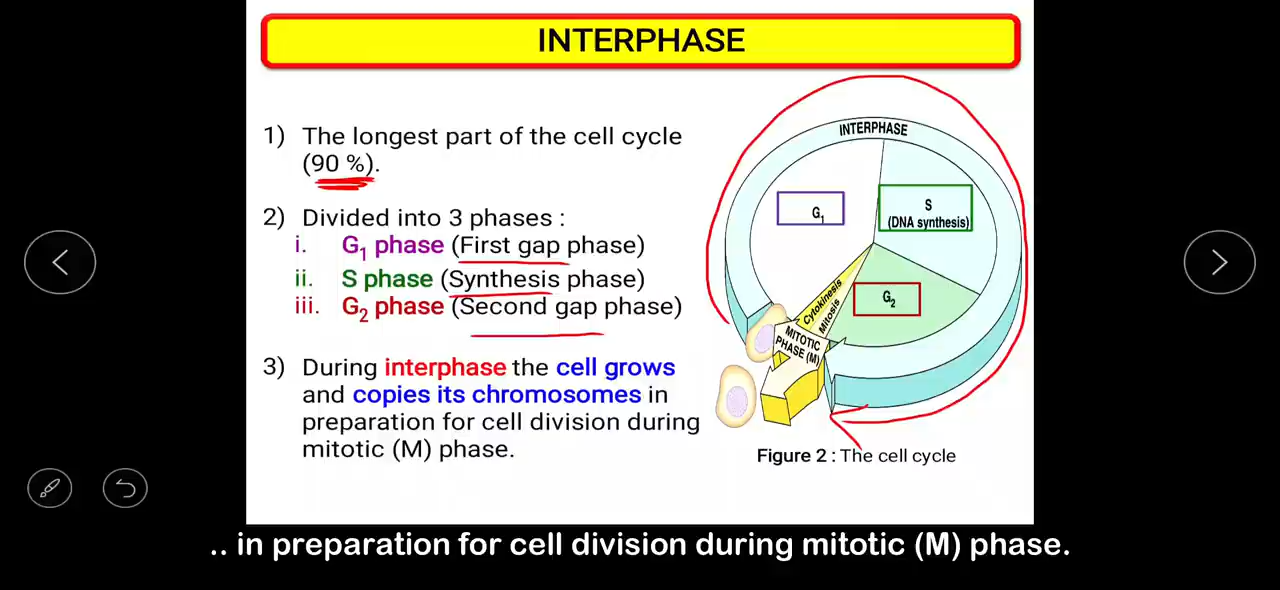 INTERPHASE
1) The longest part of the cell cycle
(90 %).
2) Divided into 3 phases :
i. G1 phase (First gap phase)
ii. S phase (Synthesis phase)
iii. G2 phase (Second gap phase)
3) During interphase the cell grows
and copies its chromosomes in
preparation for cell division during
mitotic (M) phase.
INTERPHASE
G1
S
(DNA synthesis)
G2
Cytokinesis
Mitosis
MITOTIC
PHASE (M)
Figure 2 : The cell cycle
.. in preparation for cell division during mitotic (M) phase.